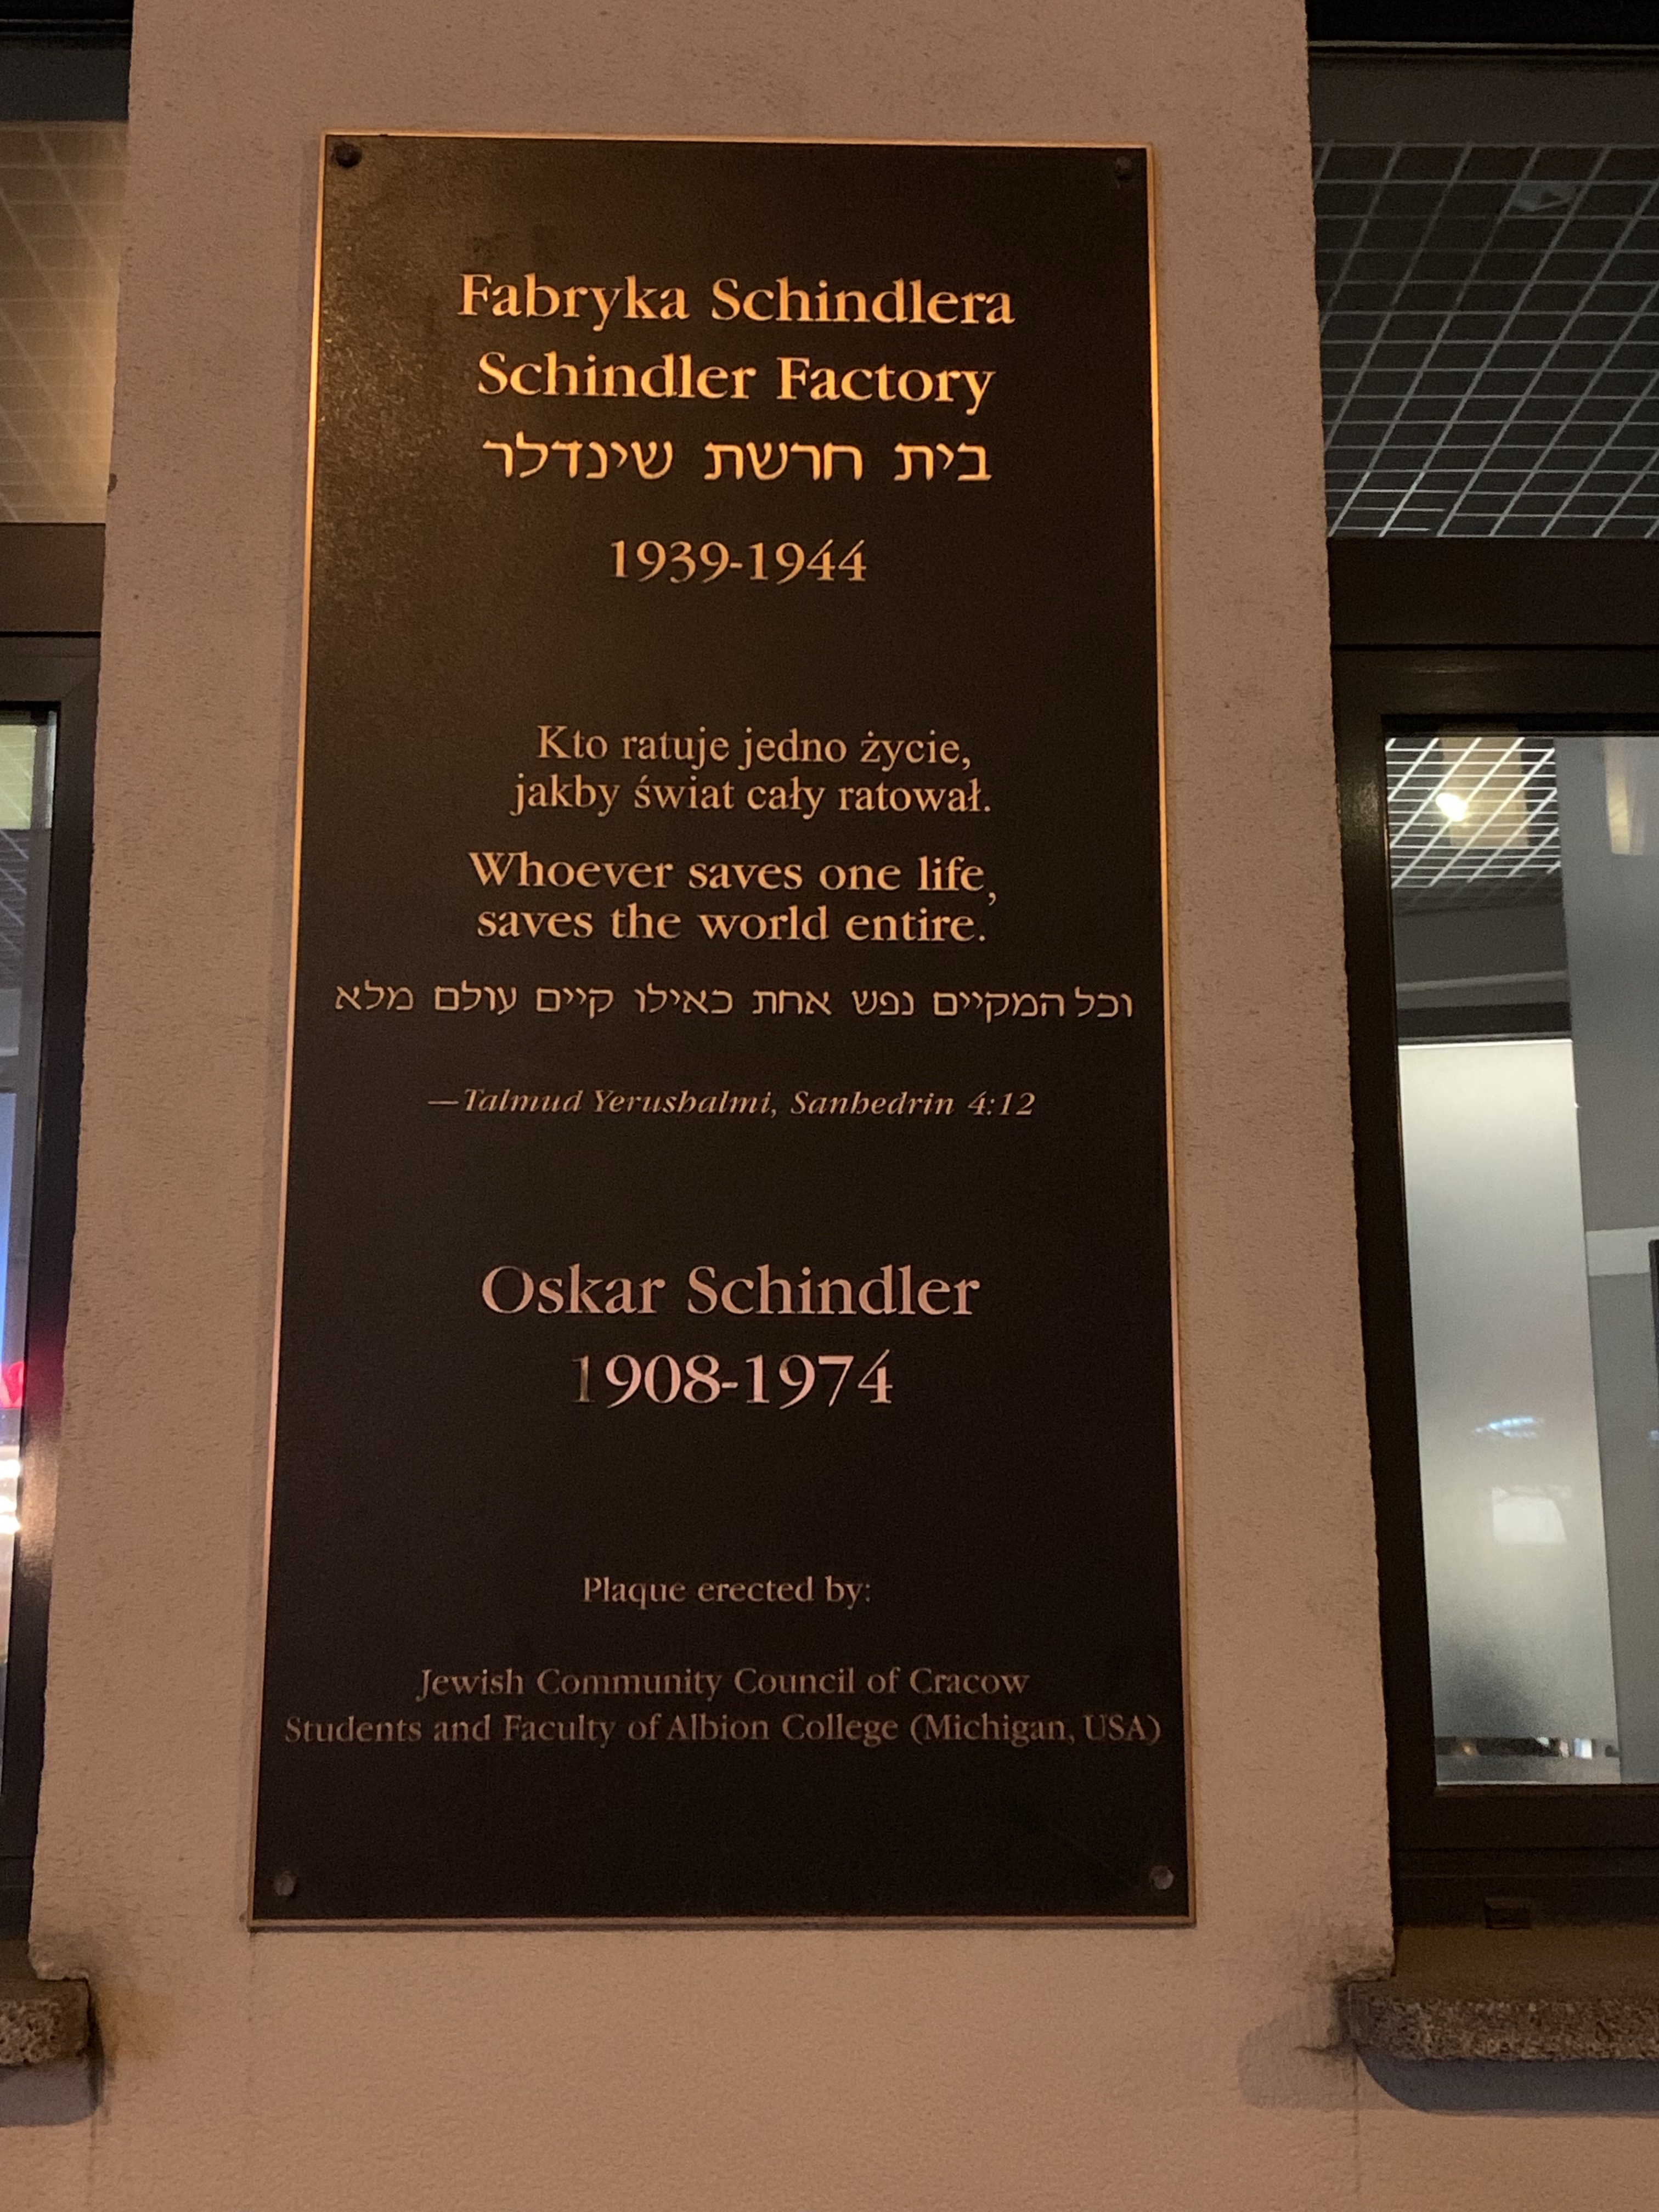 Fabryka Schindlera
Schindler Factory
בית חרשת שינדלר
1939-1944
Kto ratuje jedno życie,
jakby świat cały ratował.
Whoever saves one life,
saves the world entire.
וכל המקיים נפש אחת כאילו קיים עולם מלא
—Talmud Yerushalmi, Sanhedrin 4:12
Oskar Schindler
1908-1974
Plaque erected by:
Jewish Community Council of Cracow
Students and Faculty of Albion College (Michigan, USA)